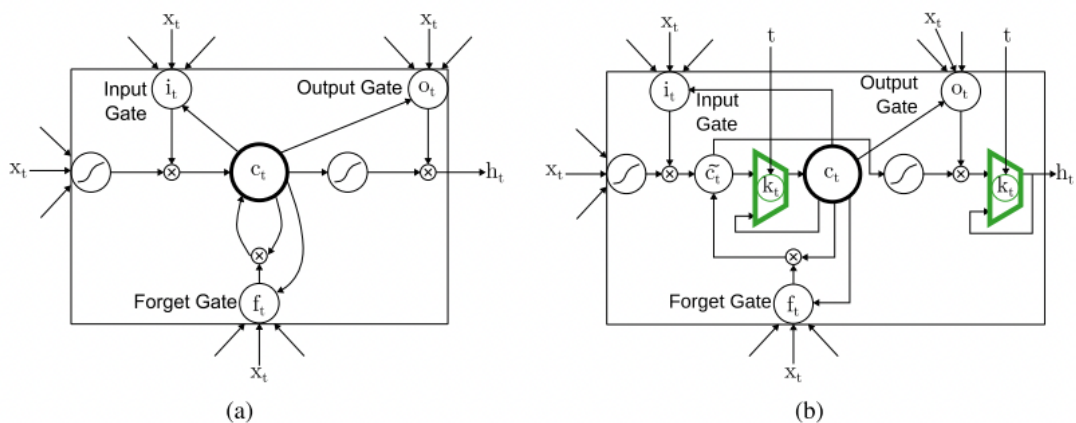 x_t
x_t
i_t
Input
Gate
Output Gate
o_t
x_t
c_t
h_t
Forget Gate
f_t
x_t
(a)
x_t
t
x_t
t
i_t
Input
Gate
Output
Gate
o_t
x_t
c̃_t
k_t
c_t
k_t
h_t
Forget Gate
f_t
x_t
(b)